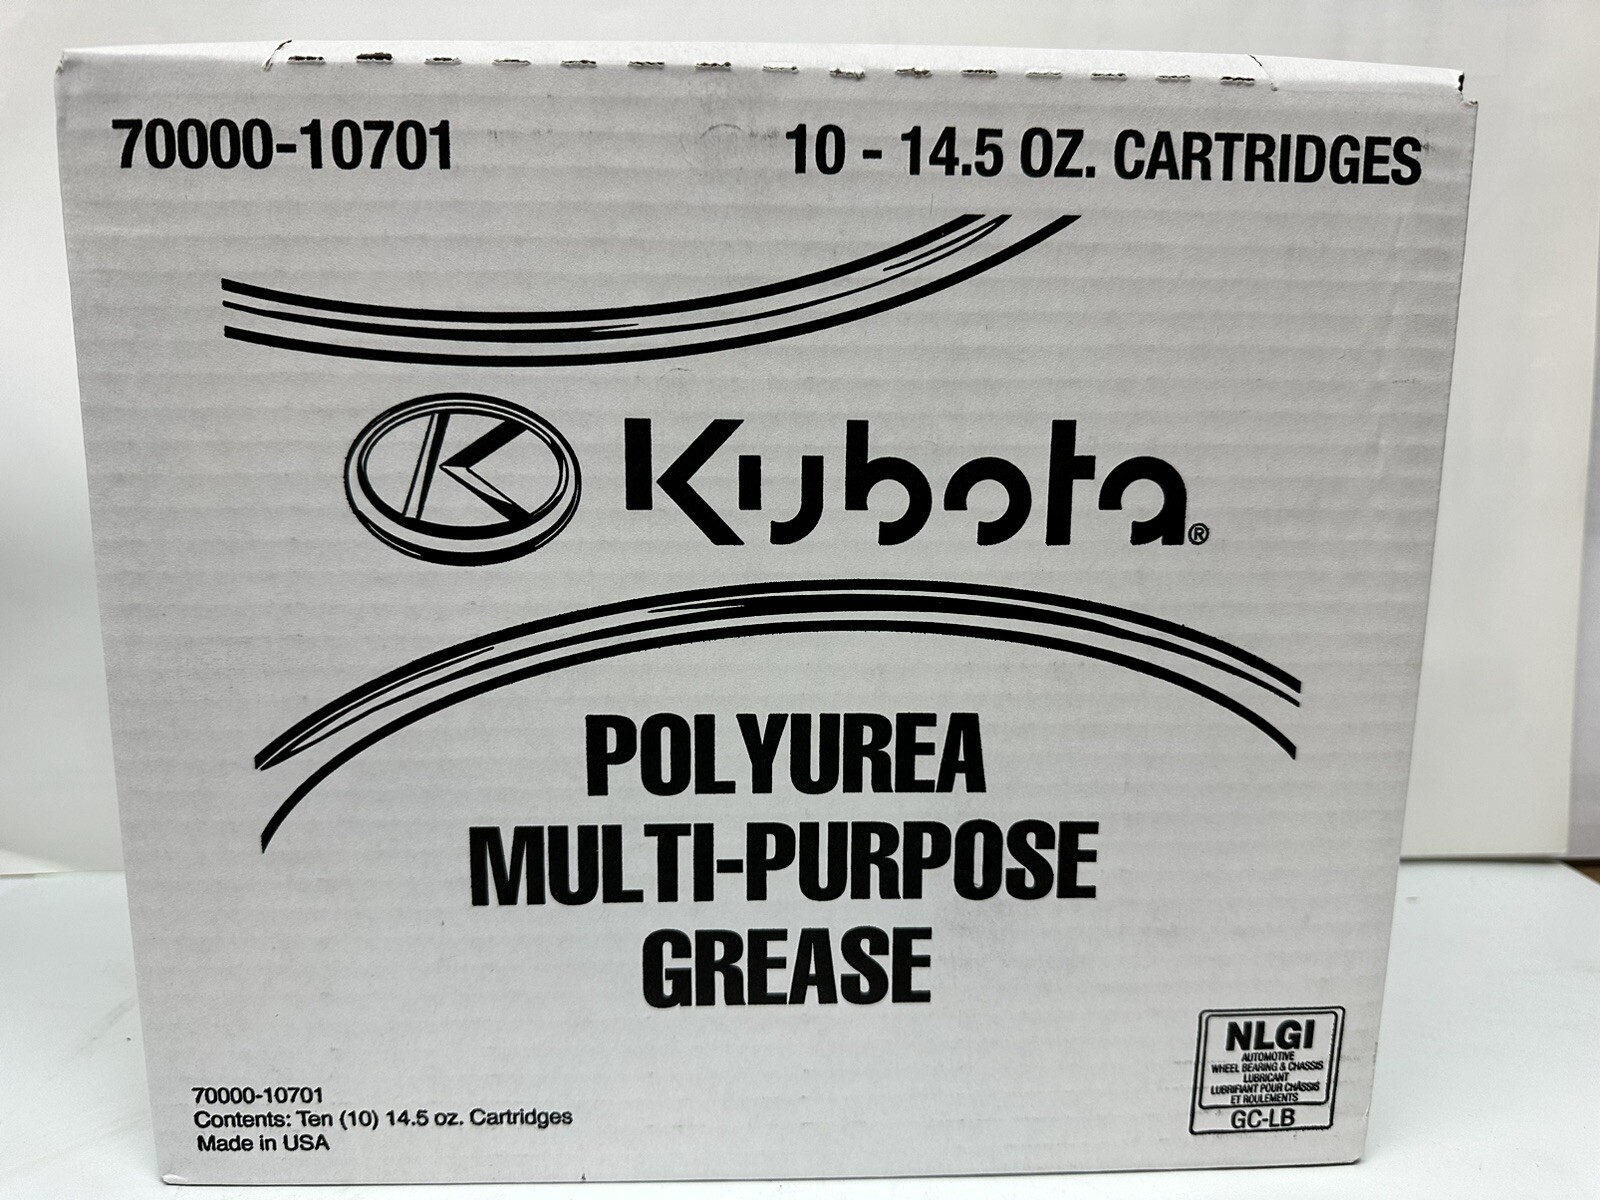 70000-10701
10 - 14.5 OZ. CARTRIDGES
Kubota®
POLYUREA
MULTI-PURPOSE
GREASE
70000-10701
Contents: Ten (10) 14.5 oz. Cartridges
Made in USA
NLGI
AUTOMOTIVE
WHEEL BEARING & CHASSIS
LUBRICANT
LUBRIFIANT POUR CHÂSSIS
ET ROULEMENTS
GC-LB